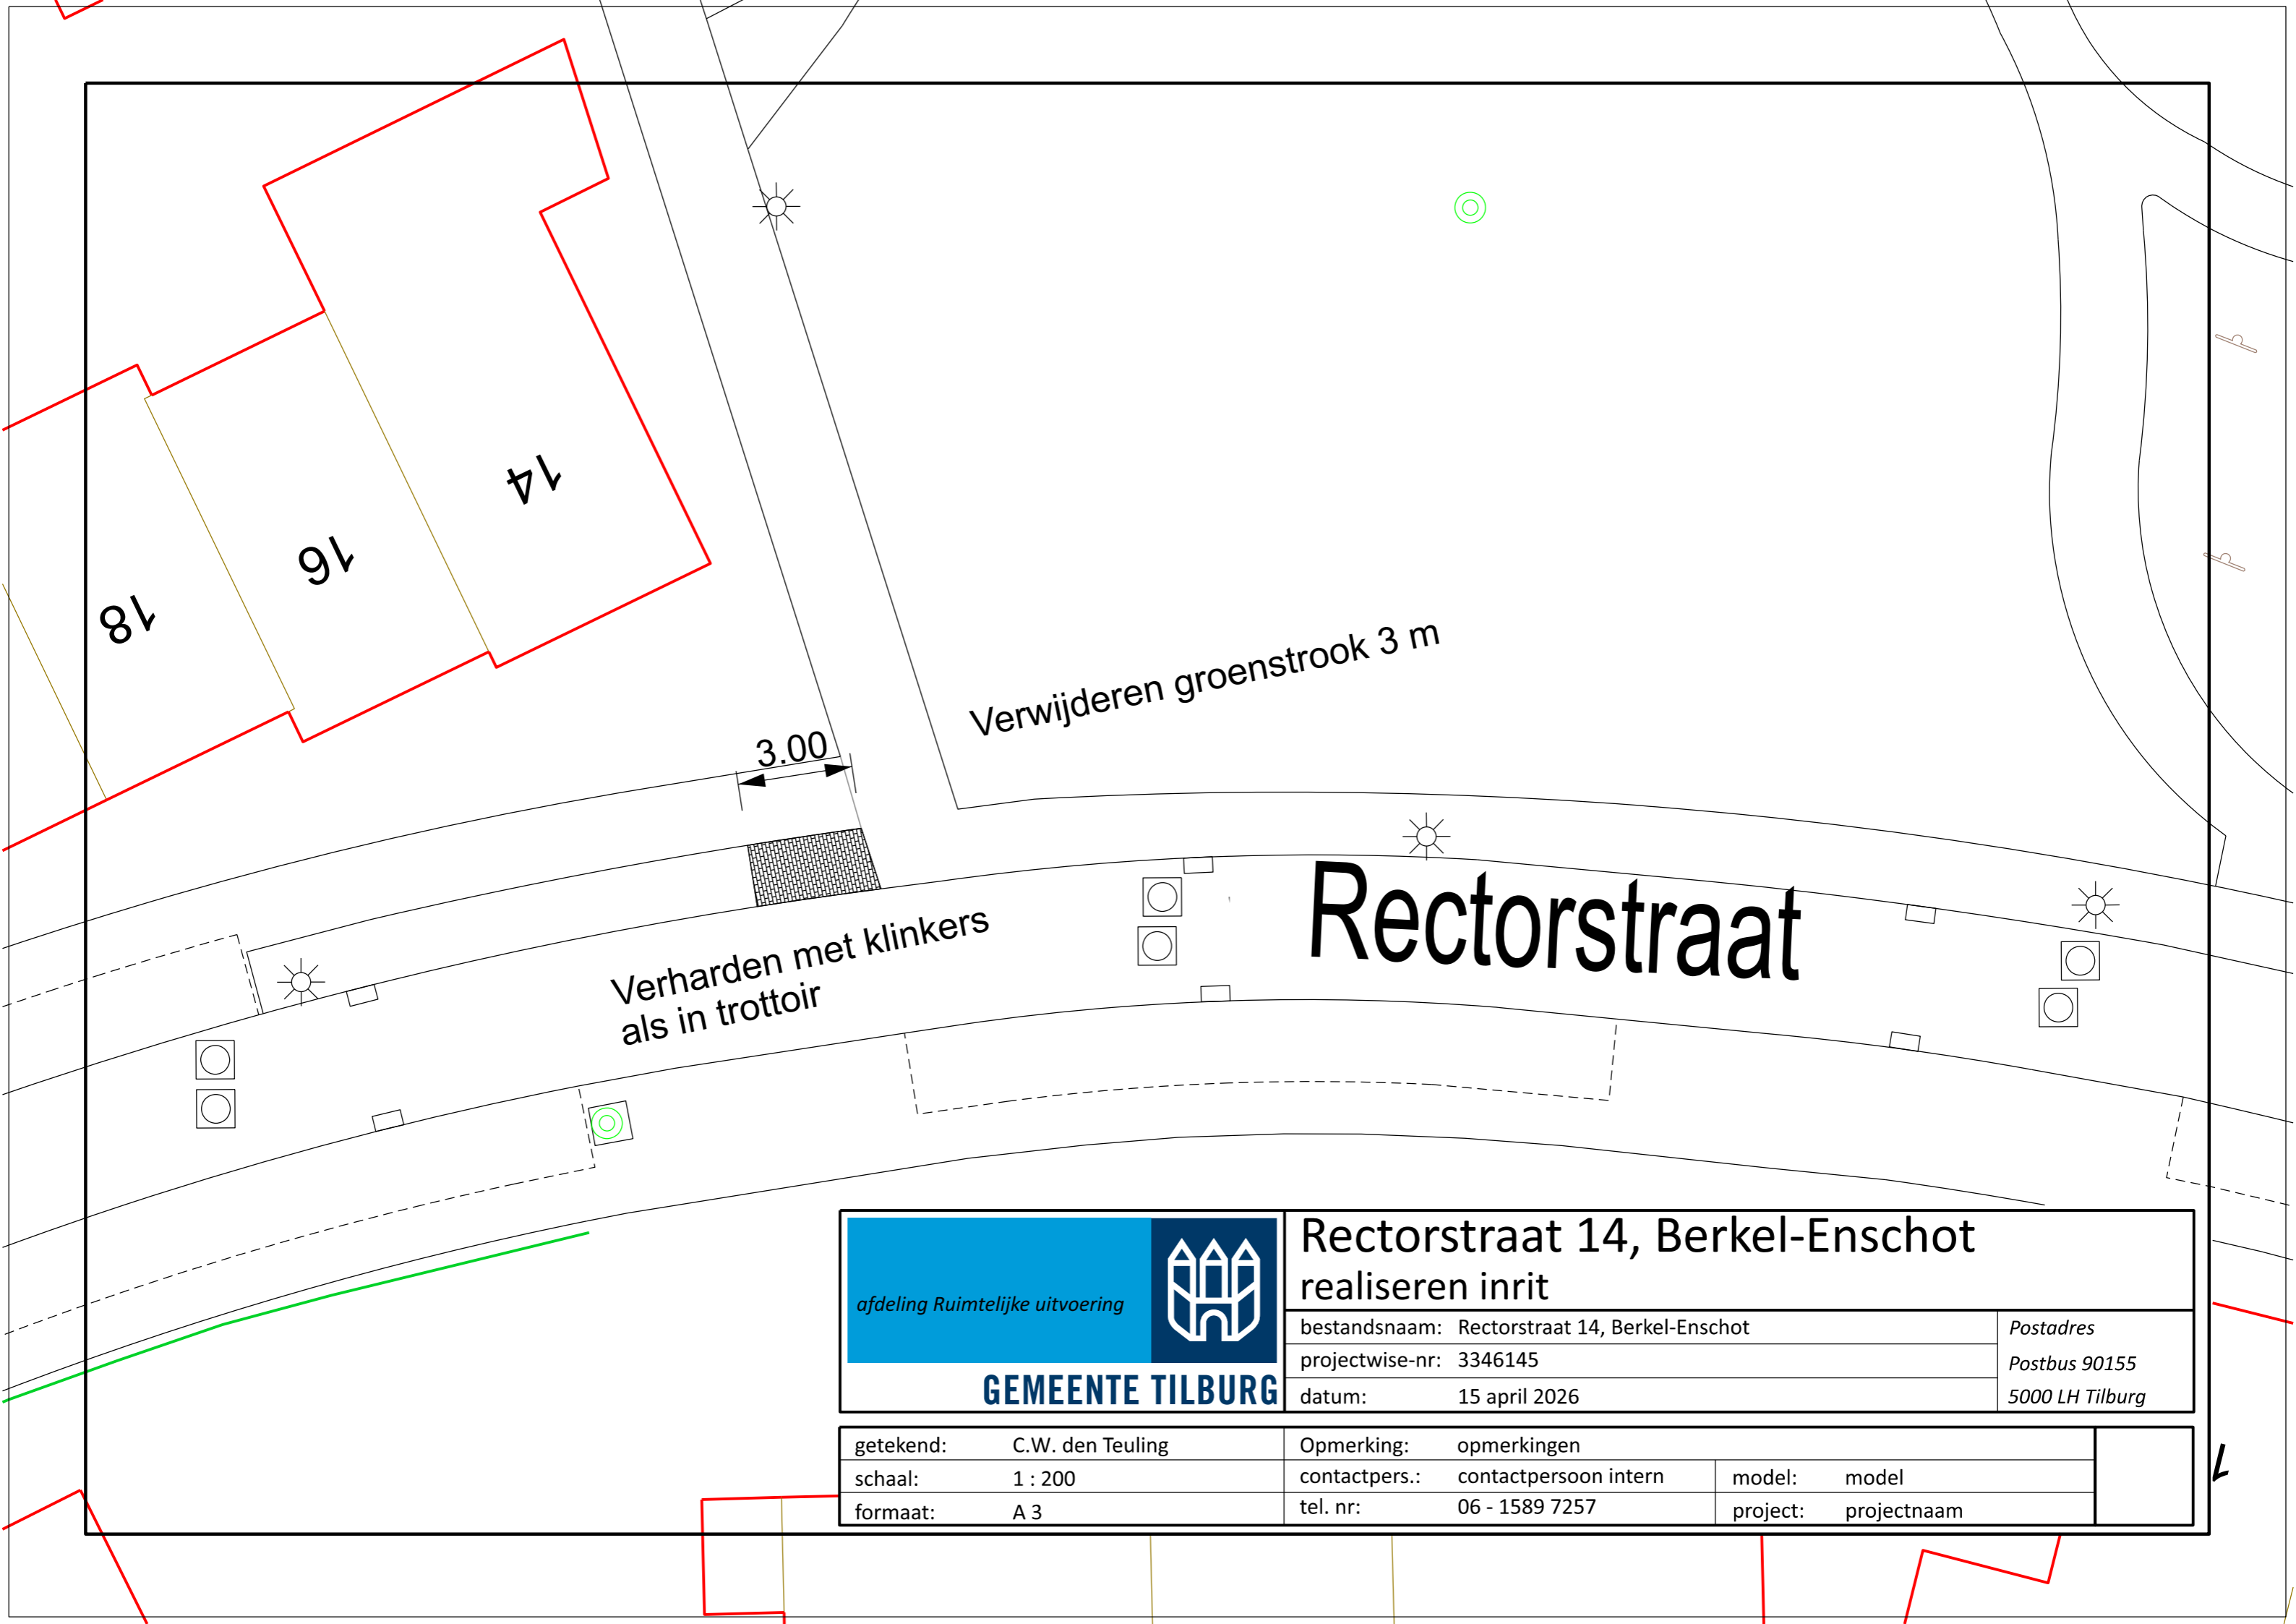 14
16
18
Verwijderen groenstrook 3 m
3.00
Rectorstraat
Verharden met klinkers
als in trottoir
afdeling Ruimtelijke uitvoering
GEMEENTE TILBURG
Rectorstraat 14, Berkel-Enschot
realiseren inrit
bestandsnaam: Rectorstraat 14, Berkel-Enschot
projectwise-nr: 3346145
datum: 15 april 2026
Postadres
Postbus 90155
5000 LH Tilburg
getekend: C.W. den Teuling
schaal: 1 : 200
formaat: A 3
Opmerking: opmerkingen
contactpers.: contactpersoon intern
tel. nr: 06 - 1589 7257
model: model
project: projectnaam